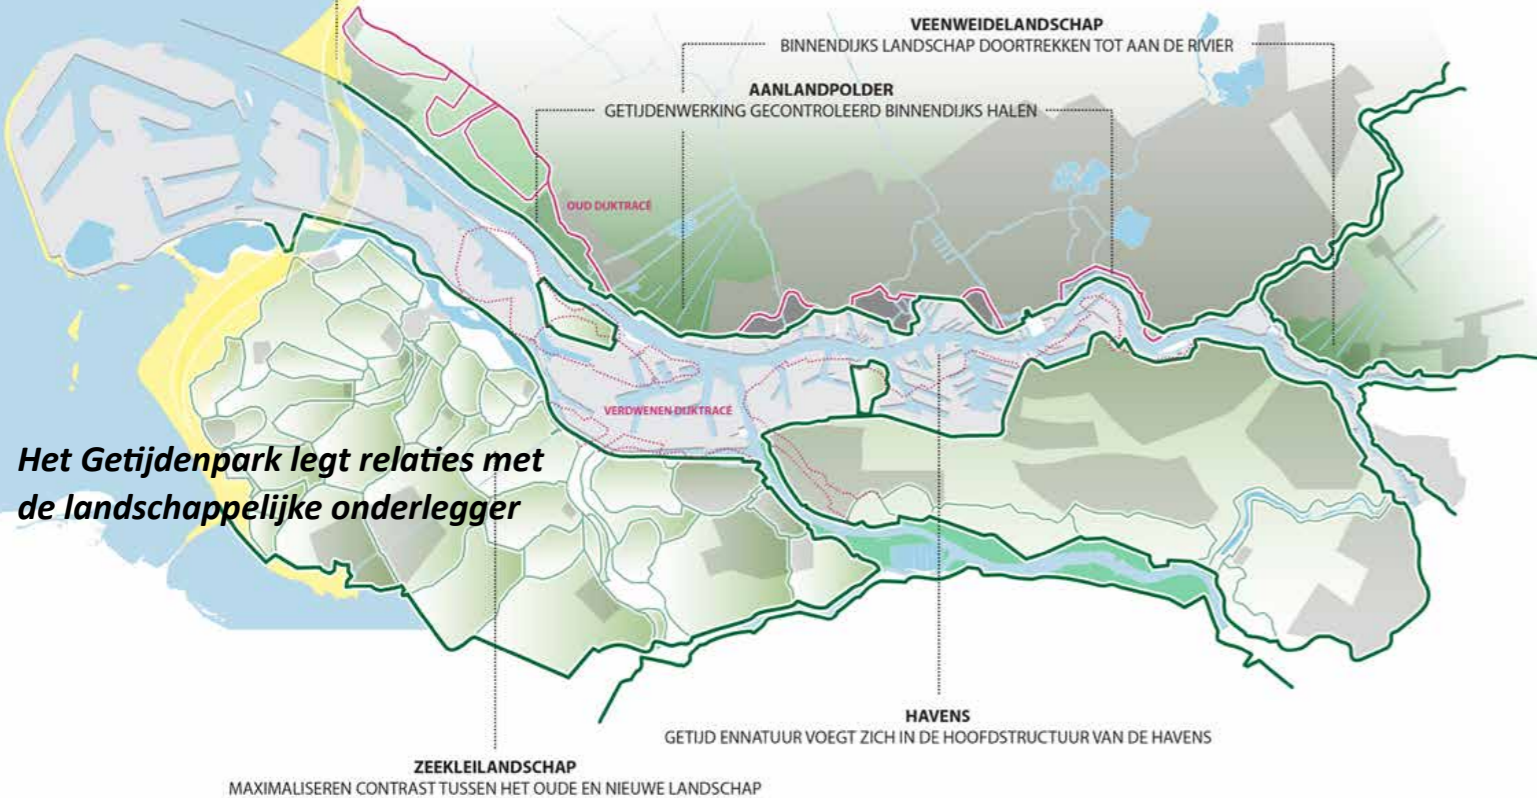 VEENWEIDELANDSCHAP
BINNENDIJKS LANDSCHAP DOORTREKKEN TOT AAN DE RIVIER
AANLANDPOLDER
GETIJDENWERKING GECONTROLEERD BINNENDIJKS HALEN
OUD DIJKTRACÉ
VERDWENEN DIJKTRACÉ
Het Getijdenpark legt relaties met
de landschappelijke onderlegger
HAVENS
GETIJD ENNATUUR VOEGT ZICH IN DE HOOFDSTRUCTUUR VAN DE HAVENS
ZEEKLEILANDSCHAP
MAXIMALISEREN CONTRAST TUSSEN HET OUDE EN NIEUWE LANDSCHAP